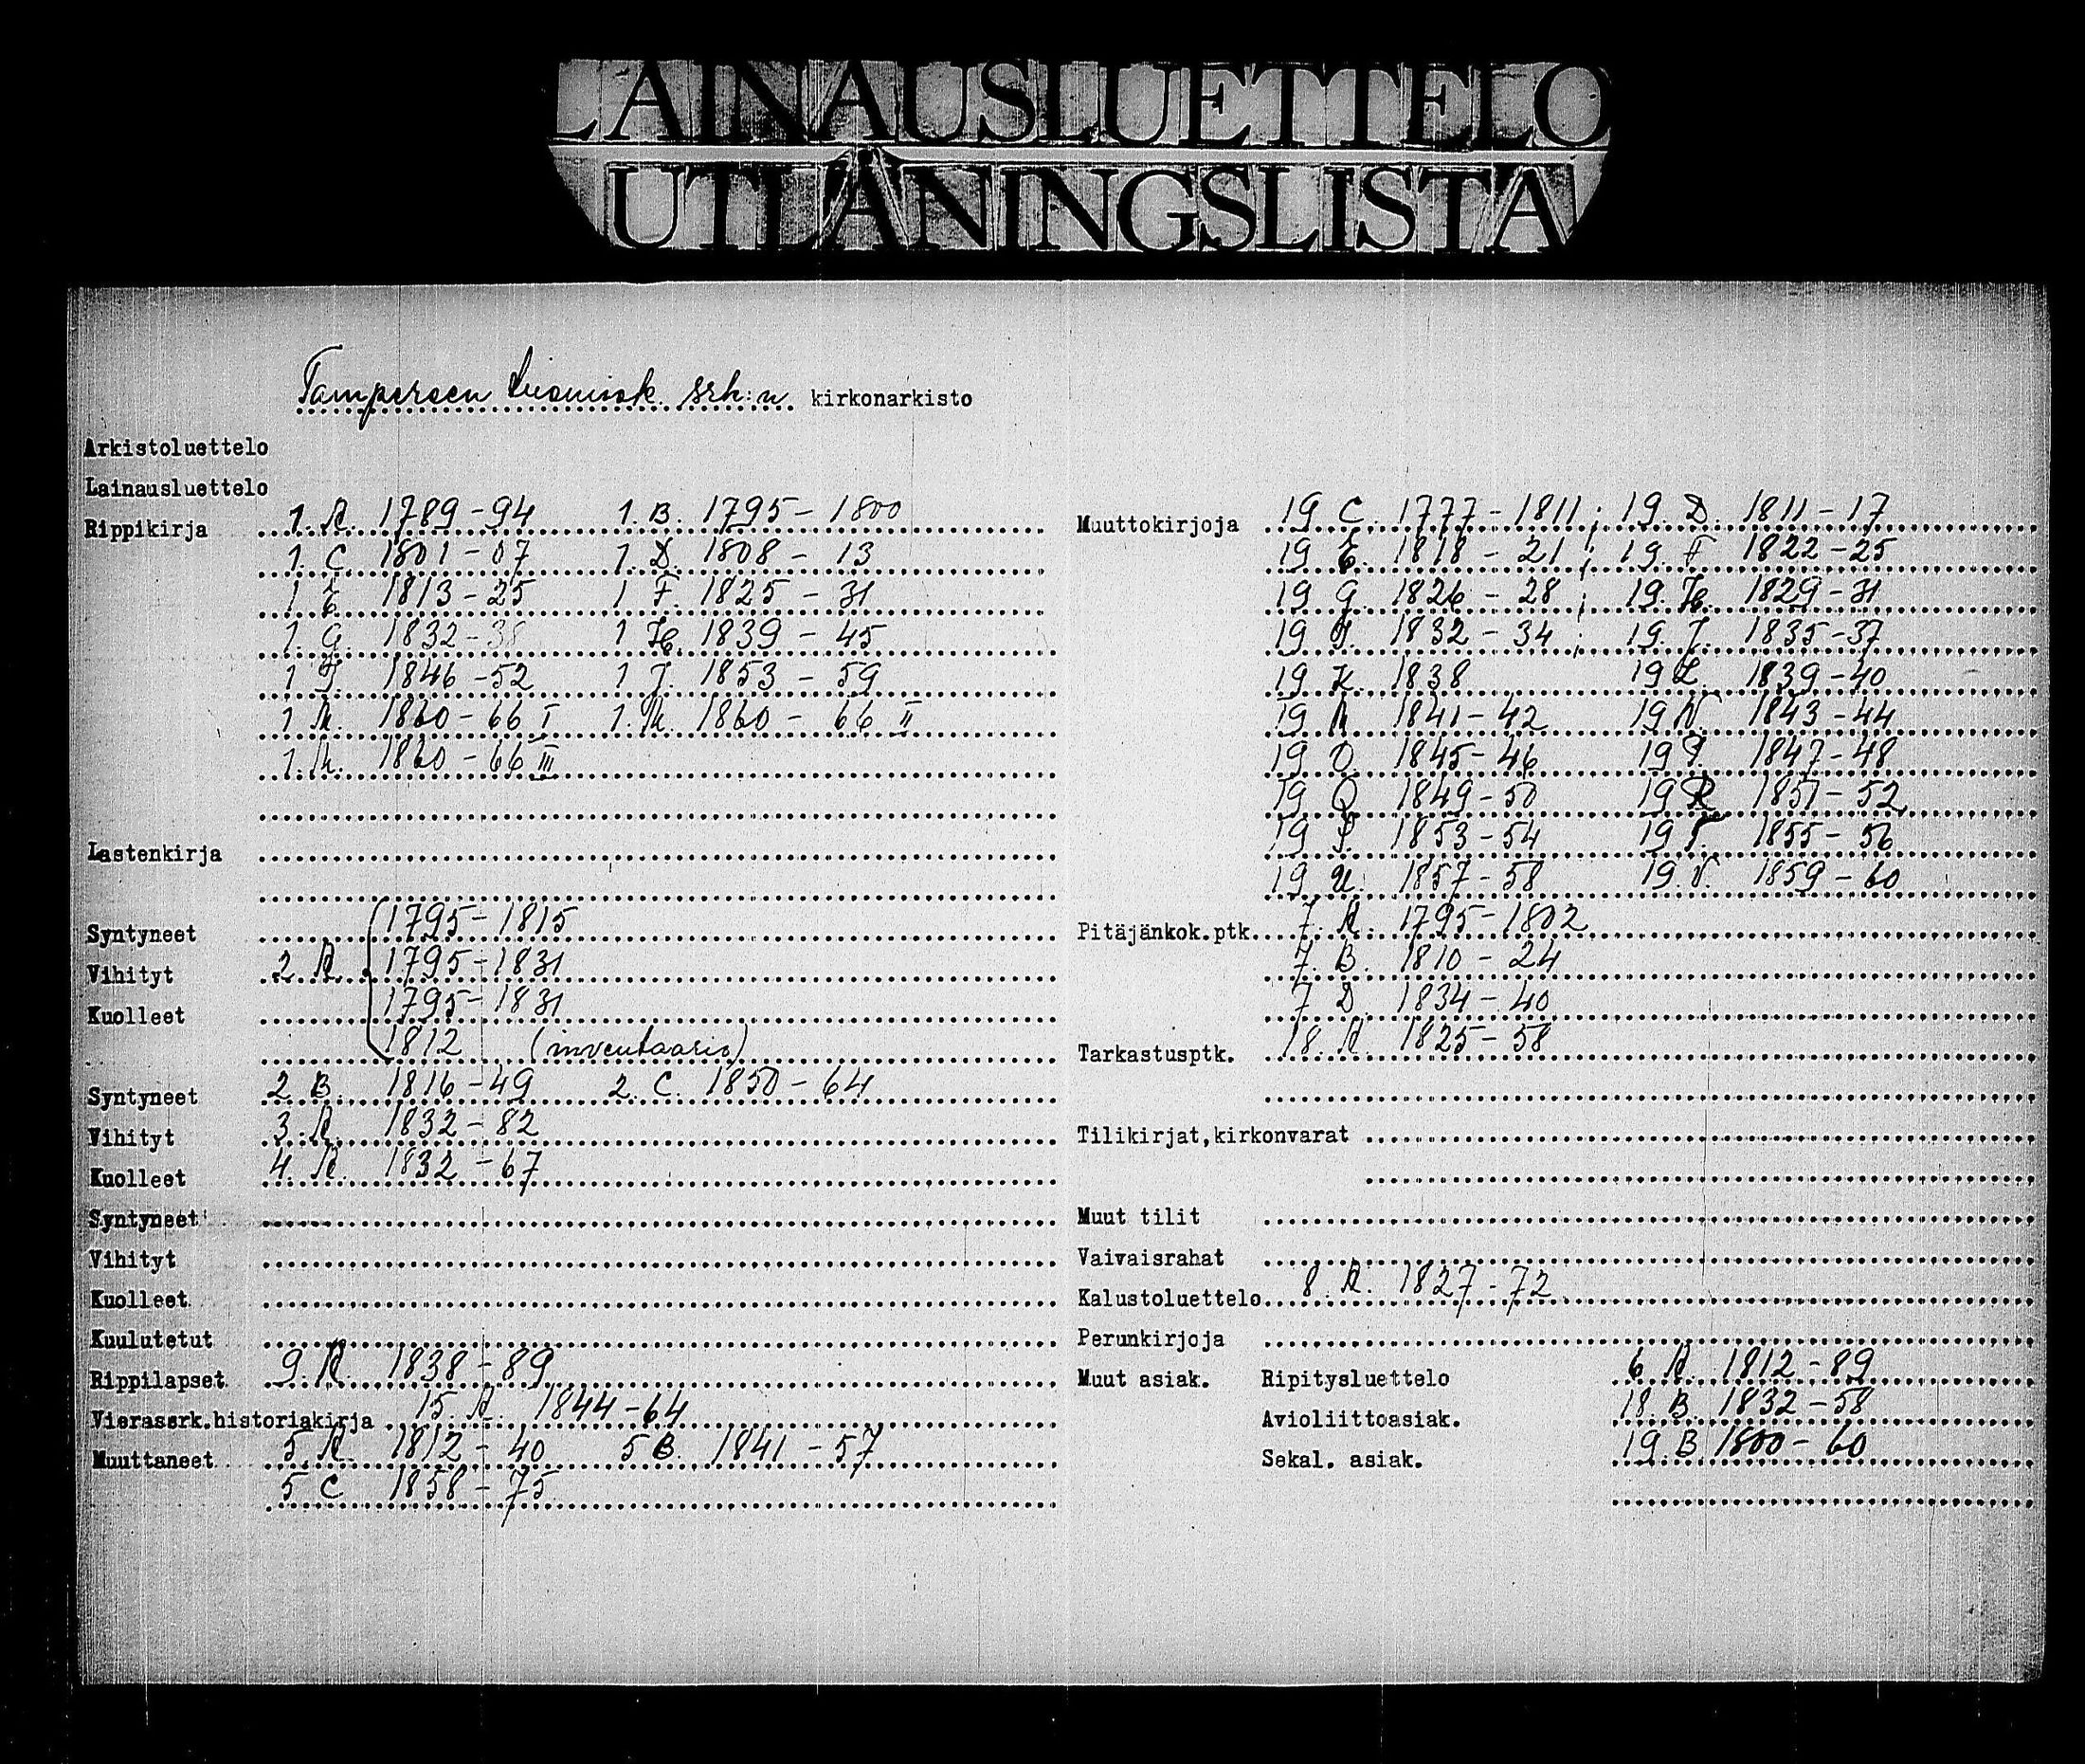 LAINAUSLUETTELO
UTLÅNINGSLISTA
Tampereen tuomiok. srk:n kirkonarkisto
Arkistoluettelo
Lainausluettelo
Rippikirja 1. A. 1789-94 1. B. 1795-1800
1. C. 1801-07 1. D. 1808-13
1 E. 1813-25 1 F. 1825-31
1. G. 1832-38 1 H. 1839-45
1 I. 1846-52 1 J. 1853-59
1. 1860-66 I 1. 1860-66 II
1. 1860-66 III
Lastenkirja
Syntyneet 1795-1815
Vihityt 2 A. 1795-1831
Kuolleet 1795-1831
1812 (inventaario)
Syntyneet 2 B. 1816-49 2. C. 1850-64
Vihityt 3. A. 1832-82
Kuolleet 4. A. 1832-67
Syntyneet
Vihityt
Kuolleet
Kuulutetut
Rippilapset 9. A. 1838-89
Vierassrk.historiakirja 15. A. 1844-64
Muuttaneet 5. A. 1812-40 5 B. 1841-57
5 C 1858-75
Muuttokirjoja 19 C. 1777-1811; 19. D. 1811-17
19 E. 1818-21; 19. F 1822-25
19 G. 1826-28; 19. H. 1829-31
19 I. 1832-34; 19. J. 1835-37
19 K. 1838 19 L. 1839-40
19 M 1841-42 19 N. 1843-44
19 O. 1845-46 19 P. 1847-48
19 Q 1849-50 19 R 1851-52
19 S. 1853-54 19 T. 1855-56
19 U. 1857-58 19. V. 1859-60
Pitäjänkok.ptk. 7. A. 1795-1802
7. B. 1810-24
7 D. 1834-40
Tarkastusptk. 18. A. 1825-58
Tilikirjat,kirkonvarat
Muut tilit
Vaivaisrahat
Kalustoluettelo 8. A. 1827-72
Perunkirjoja
Muut asiak. Ripitysluettelo 6 A 1812-89
Avioliittoasiak. 18. B. 1832-58
Sekal. asiak. 19 B 1800-60